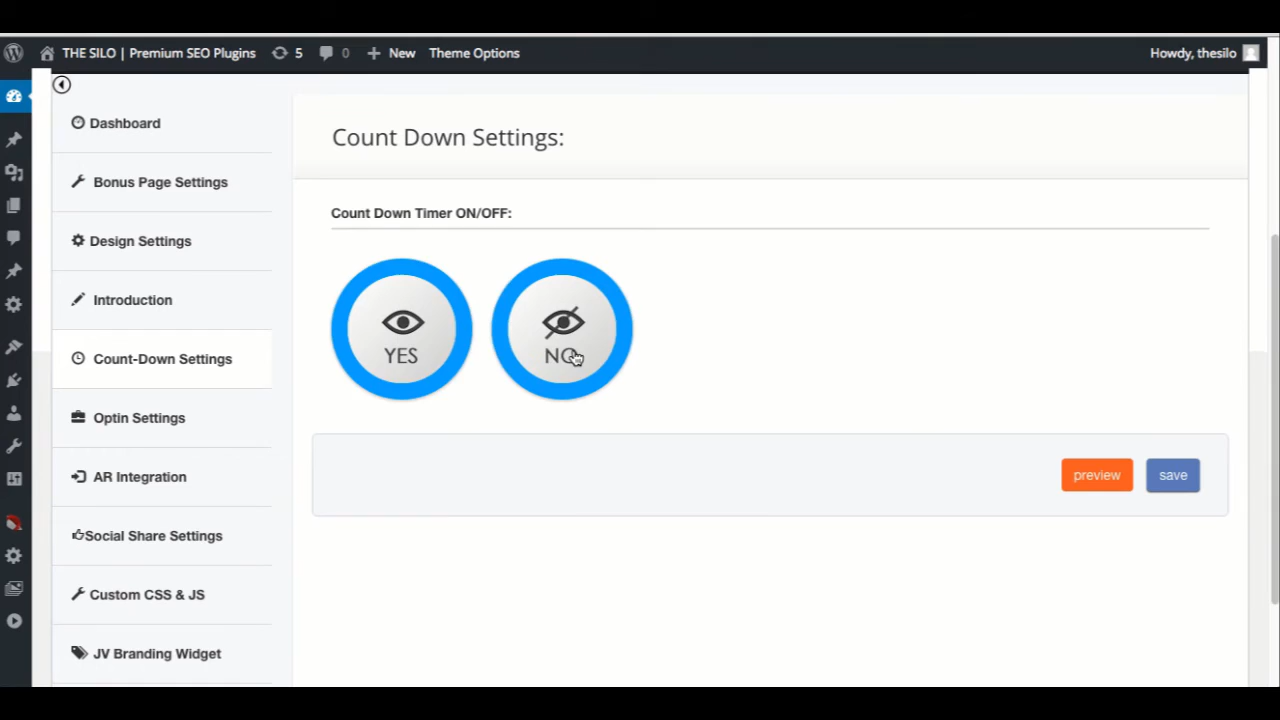 THE SILO | Premium SEO Plugins 5 0 New Theme Options Howdy, thesilo
Dashboard
Bonus Page Settings
Design Settings
Introduction
Count-Down Settings
Optin Settings
AR Integration
Social Share Settings
Custom CSS & JS
JV Branding Widget
Count Down Settings:
Count Down Timer ON/OFF:
YES NO
preview save